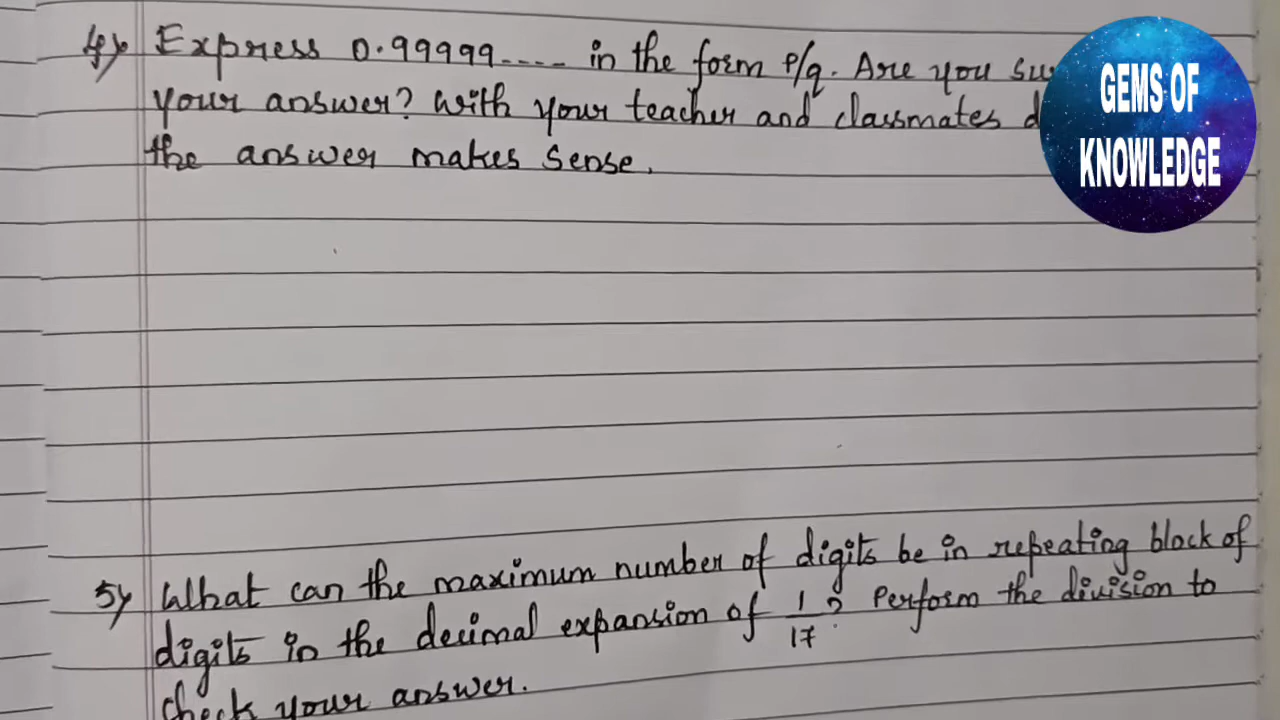 4) Express 0.99999.... in the form p/q. Are you
your answer? With your teacher and classmates
the answer makes sense.
GEMS OF
KNOWLEDGE
5) What can the maximum number of digits be in repeating block of
digits in the decimal expansion of 1/17? Perform the division to
check your answer.